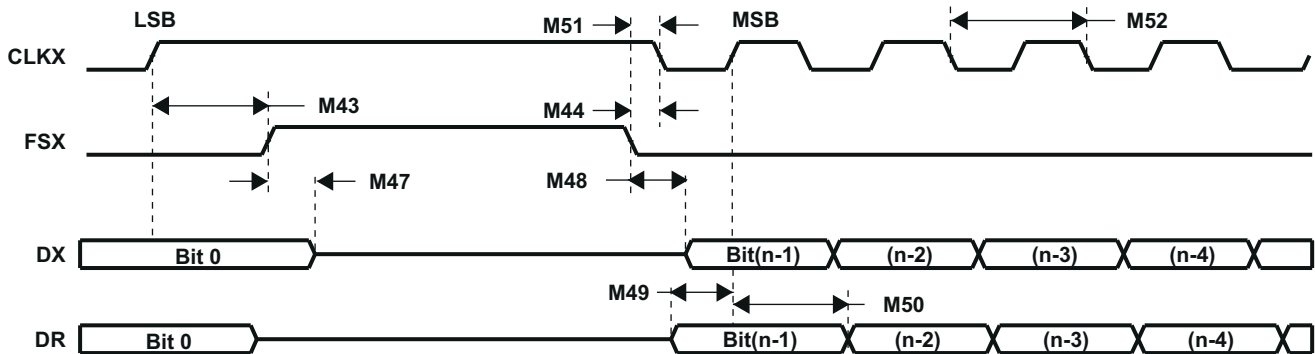 LSB M51 MSB M52
CLKX
M43 M44
FSX
M47 M48
DX Bit 0 Bit(n-1) (n-2) (n-3) (n-4)
M49 M50
DR Bit 0 Bit(n-1) (n-2) (n-3) (n-4)